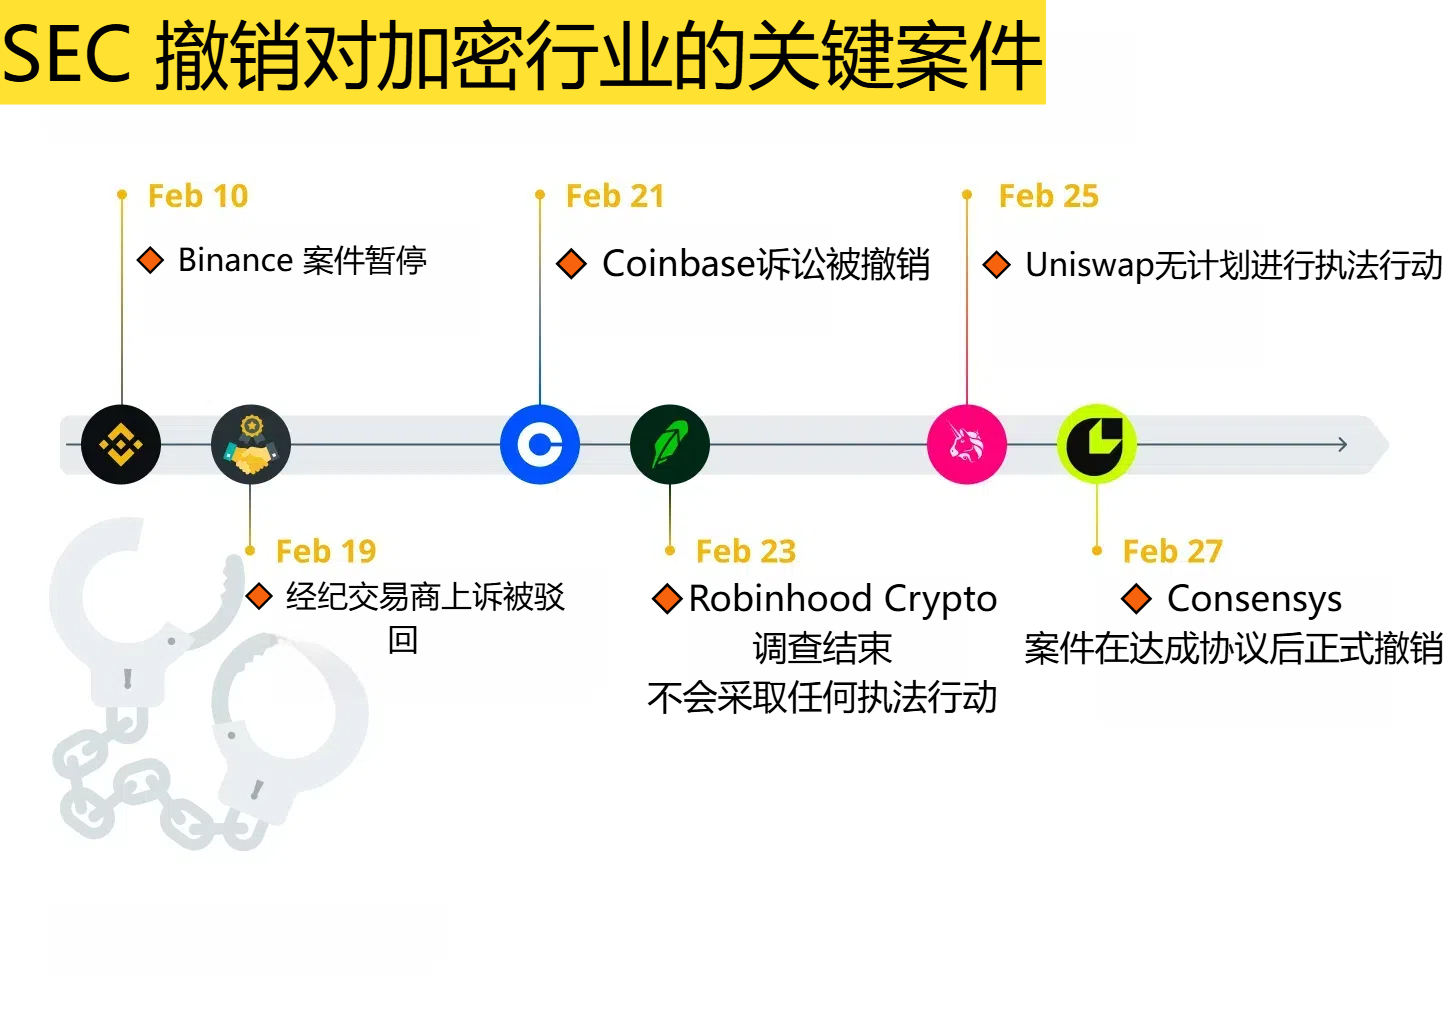 SEC 撤销对加密行业的关键案件
Feb 10
Binance 案件暂停
Feb 21
Coinbase诉讼被撤销
Feb 25
Uniswap无计划进行执法行动
Feb 19
经纪交易商上诉被驳
回
Feb 23
Robinhood Crypto
调查结束
不会采取任何执法行动
Feb 27
Consensys
案件在达成协议后正式撤销